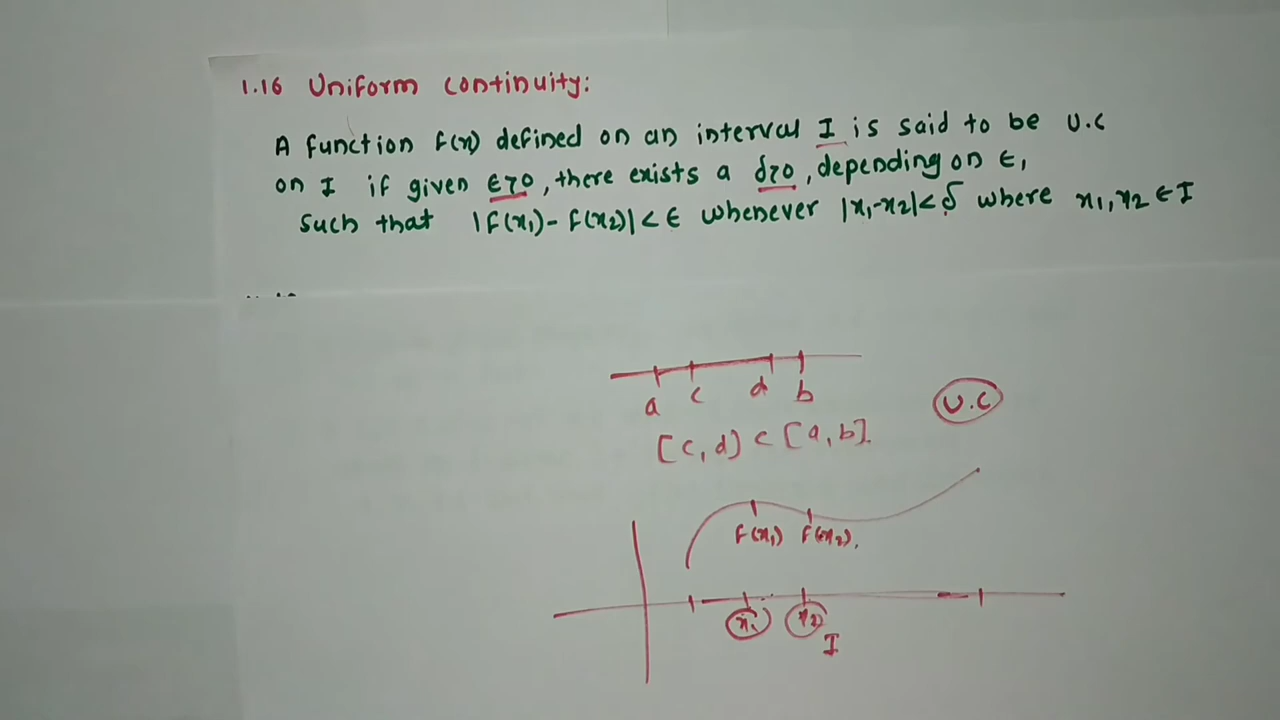 1.16 Uniform continuity:
A function f(x) defined on an interval I is said to be U.C
on I if given ϵ>0, there exists a δ>0, depending on ϵ,
such that |f(x₁)-f(x₂)|<ϵ whenever |x₁-x₂|<δ where x₁,x₂ ∈ I
a c d b
U.C
[c,d] ⊂ [a,b].
f(x₁) f(x₂).
x₁ x₂
I